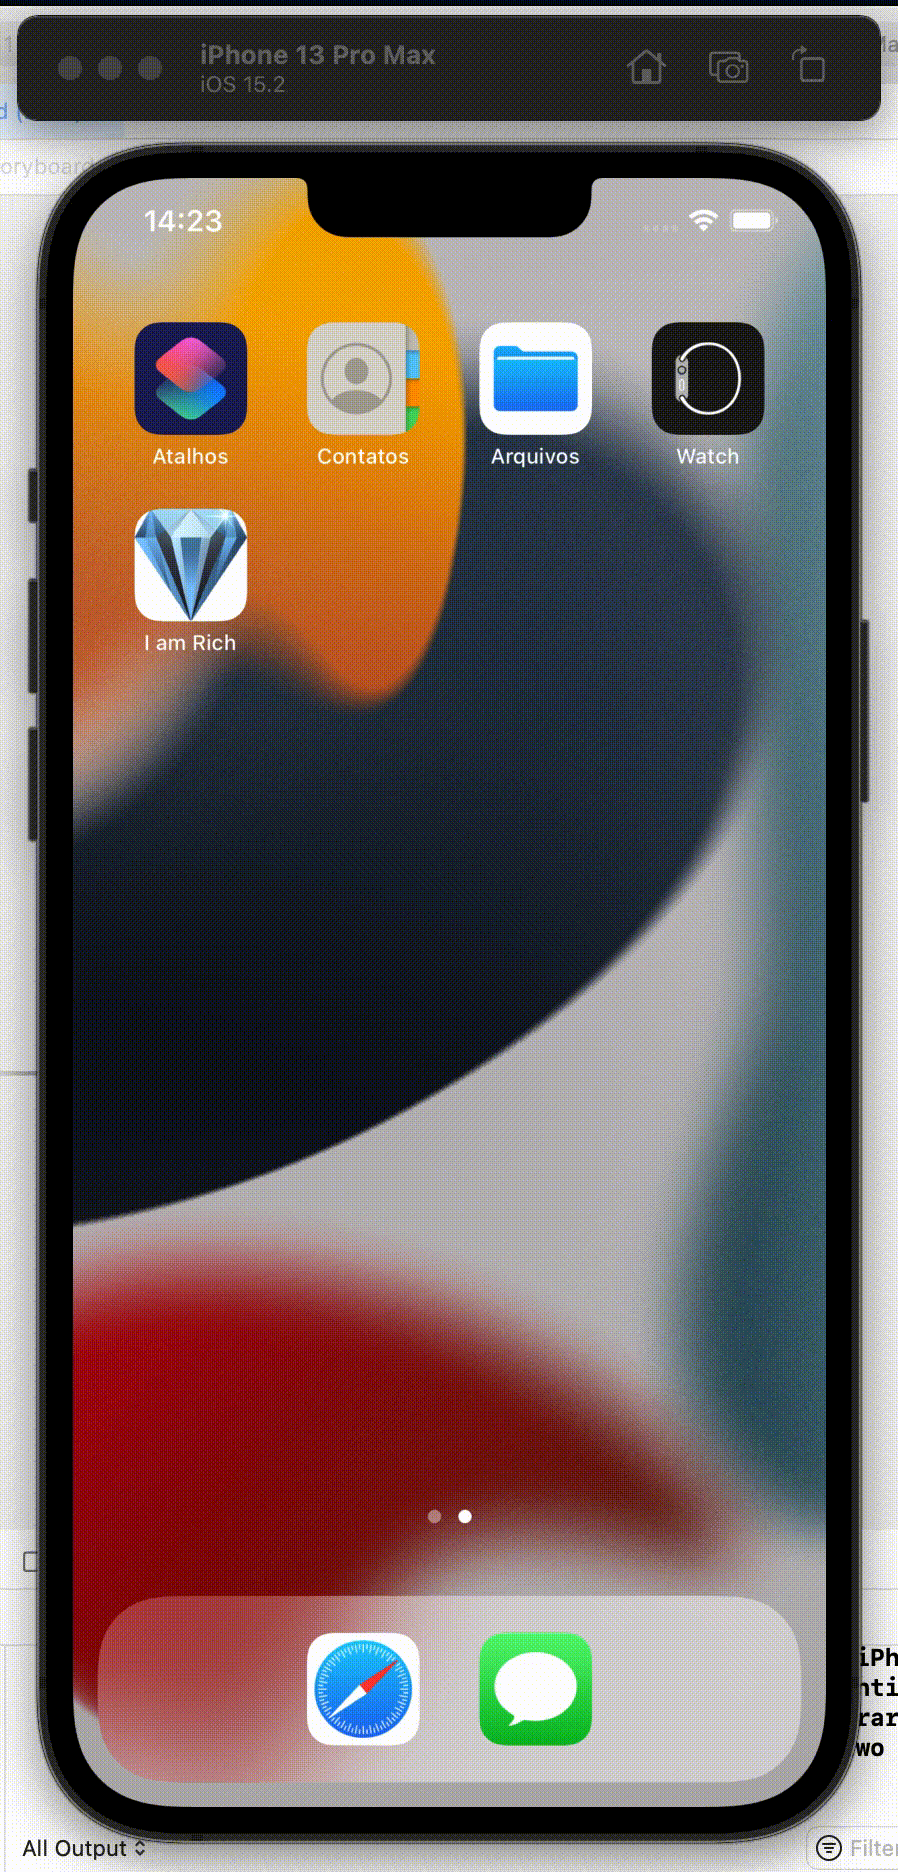 iPhone 13 Pro Max
iOS 15.2
oryboard
14:23
Atalhos Contatos Arquivos Watch
I am Rich
iPh
nti
rar
wo
All Output
Filter